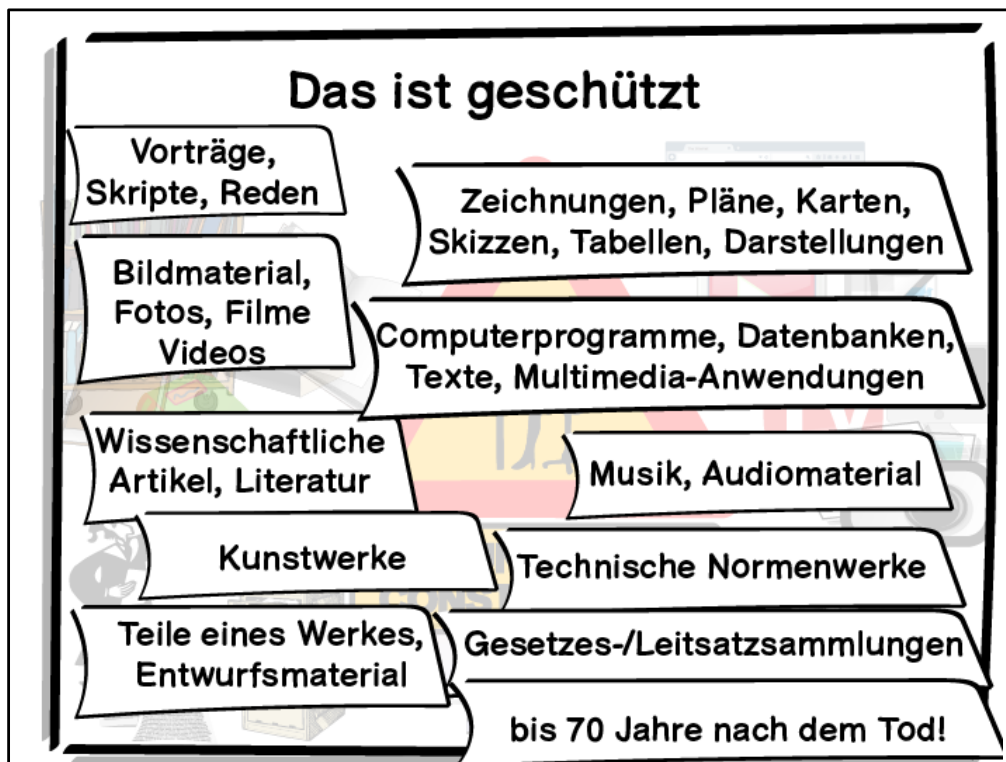 Das ist geschützt
Vorträge,
Skripte, Reden
Zeichnungen, Pläne, Karten,
Skizzen, Tabellen, Darstellungen
Bildmaterial,
Fotos, Filme
Videos
Computerprogramme, Datenbanken,
Texte, Multimedia-Anwendungen
Wissenschaftliche
Artikel, Literatur
Musik, Audiomaterial
Kunstwerke
Technische Normenwerke
CONS
Teile eines Werkes,
Entwurfsmaterial
Gesetzes-/Leitsatzsammlungen
bis 70 Jahre nach dem Tod!